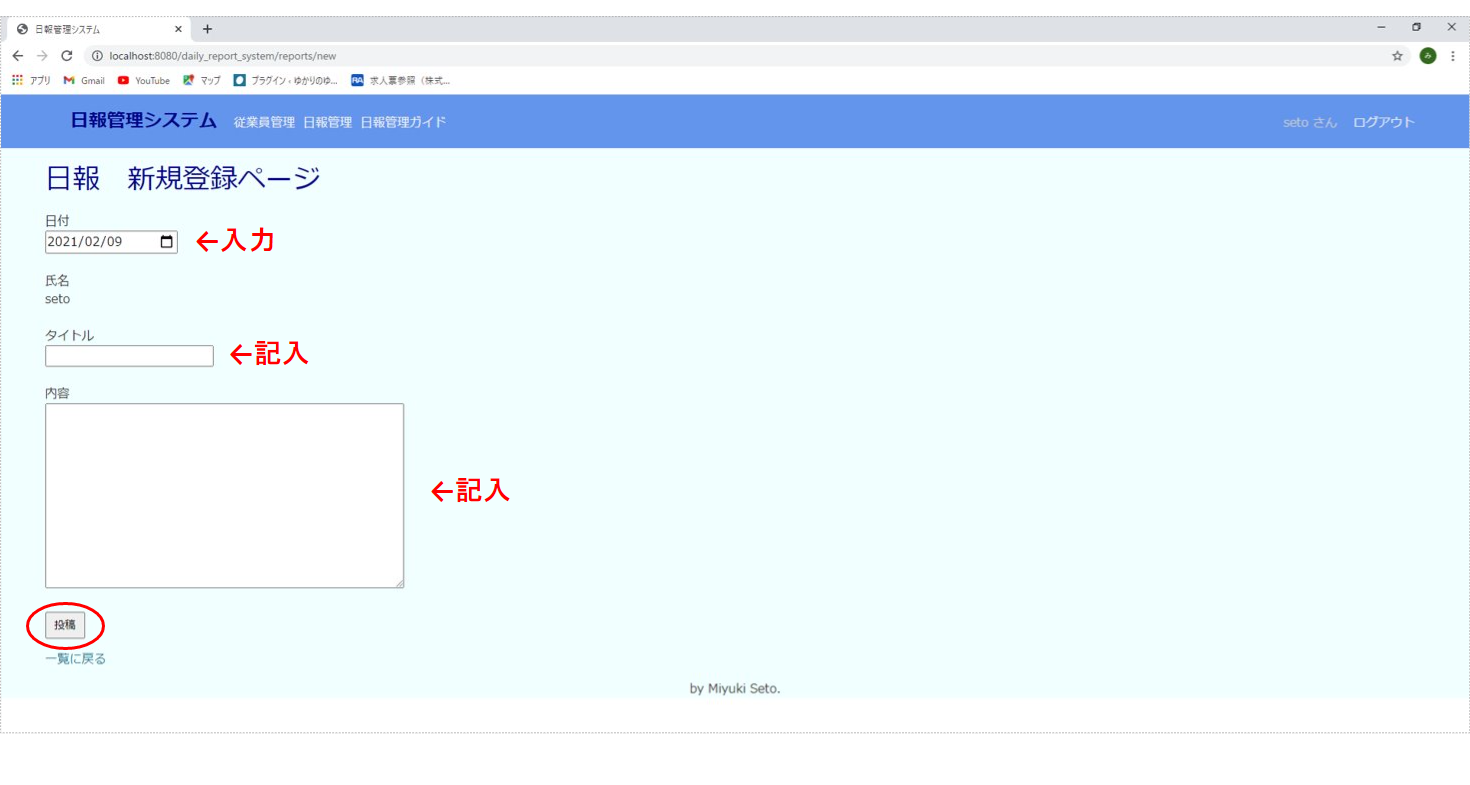 日報管理システム
localhost:8080/daily_report_system/reports/new
み
アプリ Gmail YouTube マップ プラグイン‹ゆかりのゆ... RA 求人票参照（株式...
日報管理システム 従業員管理 日報管理 日報管理ガイド seto さん ログアウト
日報　新規登録ページ
日付
2021/02/09 ←入力
氏名
seto
タイトル
←記入
内容
←記入
投稿
一覧に戻る
by Miyuki Seto.